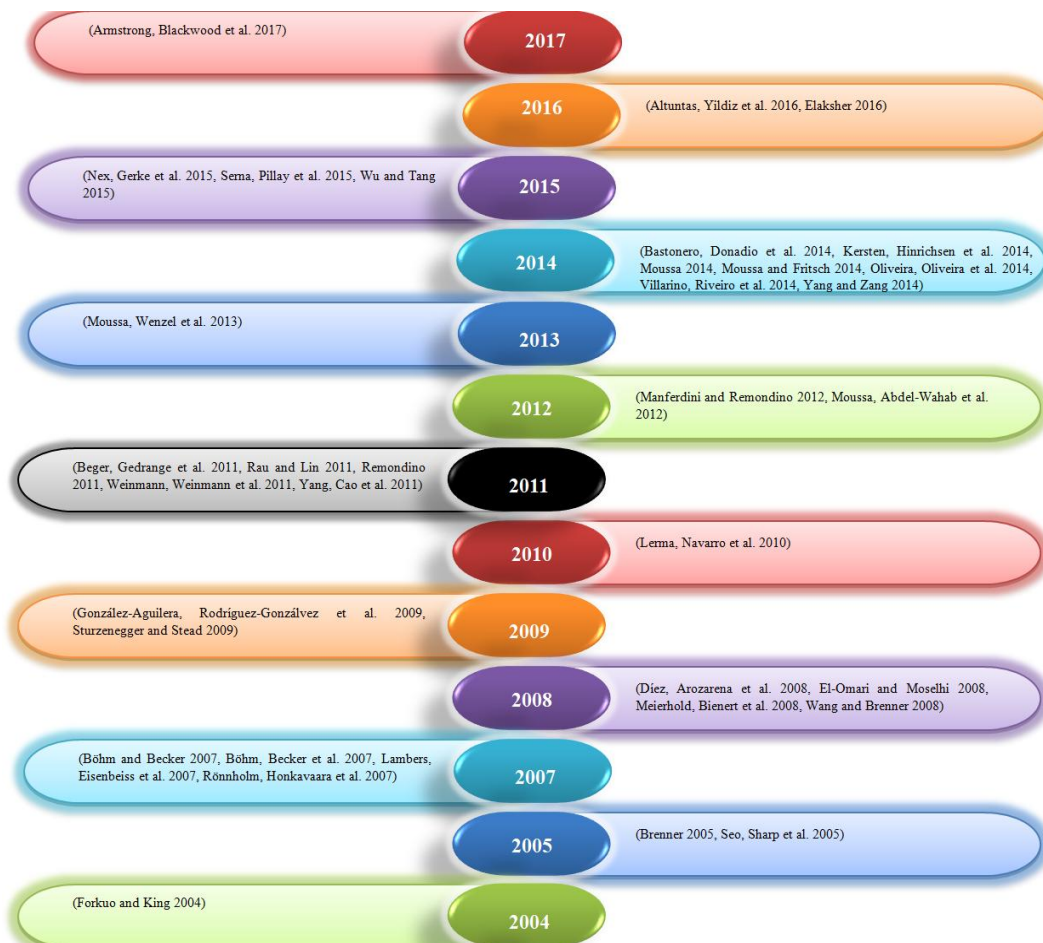 (Armstrong, Blackwood et al. 2017)
2017
2016
(Altuntas, Yildiz et al. 2016, Elaksher 2016)
(Nex, Gerke et al. 2015, Serna, Pillay et al. 2015, Wu and Tang
2015)
2015
2014
(Bastonero, Donadio et al. 2014, Kersten, Hinrichsen et al. 2014,
Moussa 2014, Moussa and Fritsch 2014, Oliveira, Oliveira et al. 2014,
Villarino, Riveiro et al. 2014, Yang and Zang 2014)
(Moussa, Wenzel et al. 2013)
2013
2012
(Manferdini and Remondino 2012, Moussa, Abdel-Wahab et al.
2012)
(Beger, Gedrange et al. 2011, Rau and Lin 2011, Remondino
2011, Weinmann, Weinmann et al. 2011, Yang, Cao et al. 2011)
2011
2010
(Lerma, Navarro et al. 2010)
(González-Aguilera, Rodríguez-Gonzálvez et al. 2009,
Sturzenegger and Stead 2009)
2009
2008
(Díez, Arozarena et al. 2008, El-Omari and Moselhi 2008,
Meierhold, Bienert et al. 2008, Wang and Brenner 2008)
(Böhm and Becker 2007, Böhm, Becker et al. 2007, Lambers,
Eisenbeiss et al. 2007, Rönnholm, Honkavaara et al. 2007)
2007
2005
(Brenner 2005, Seo, Sharp et al. 2005)
(Forkuo and King 2004)
2004